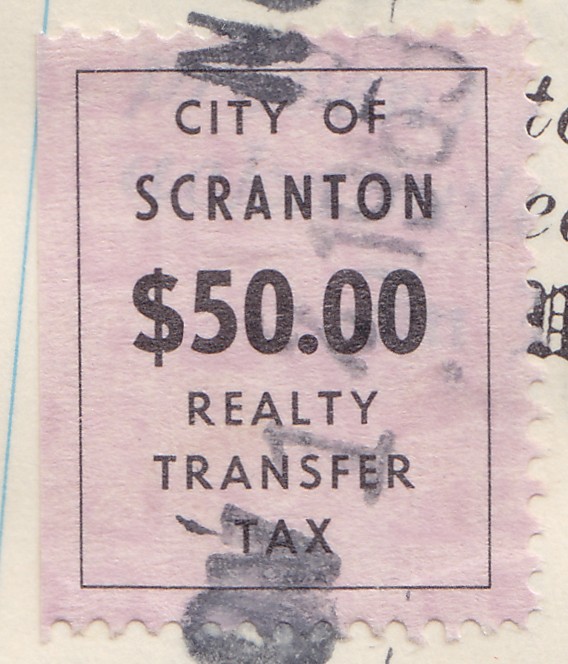 CITY OF
SCRANTON
$50.00
REALTY
TRANSFER
TAX